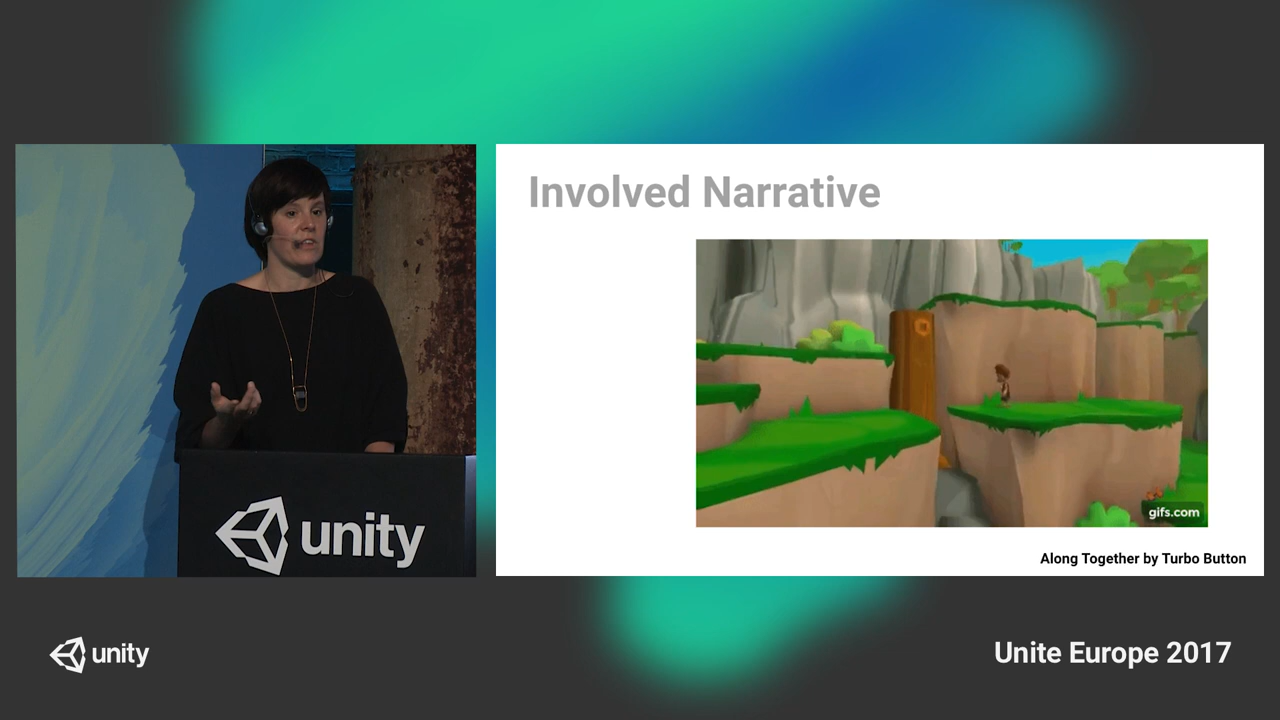 Involved Narrative
gifs.com
Along Together by Turbo Button
unity
unity
Unite Europe 2017